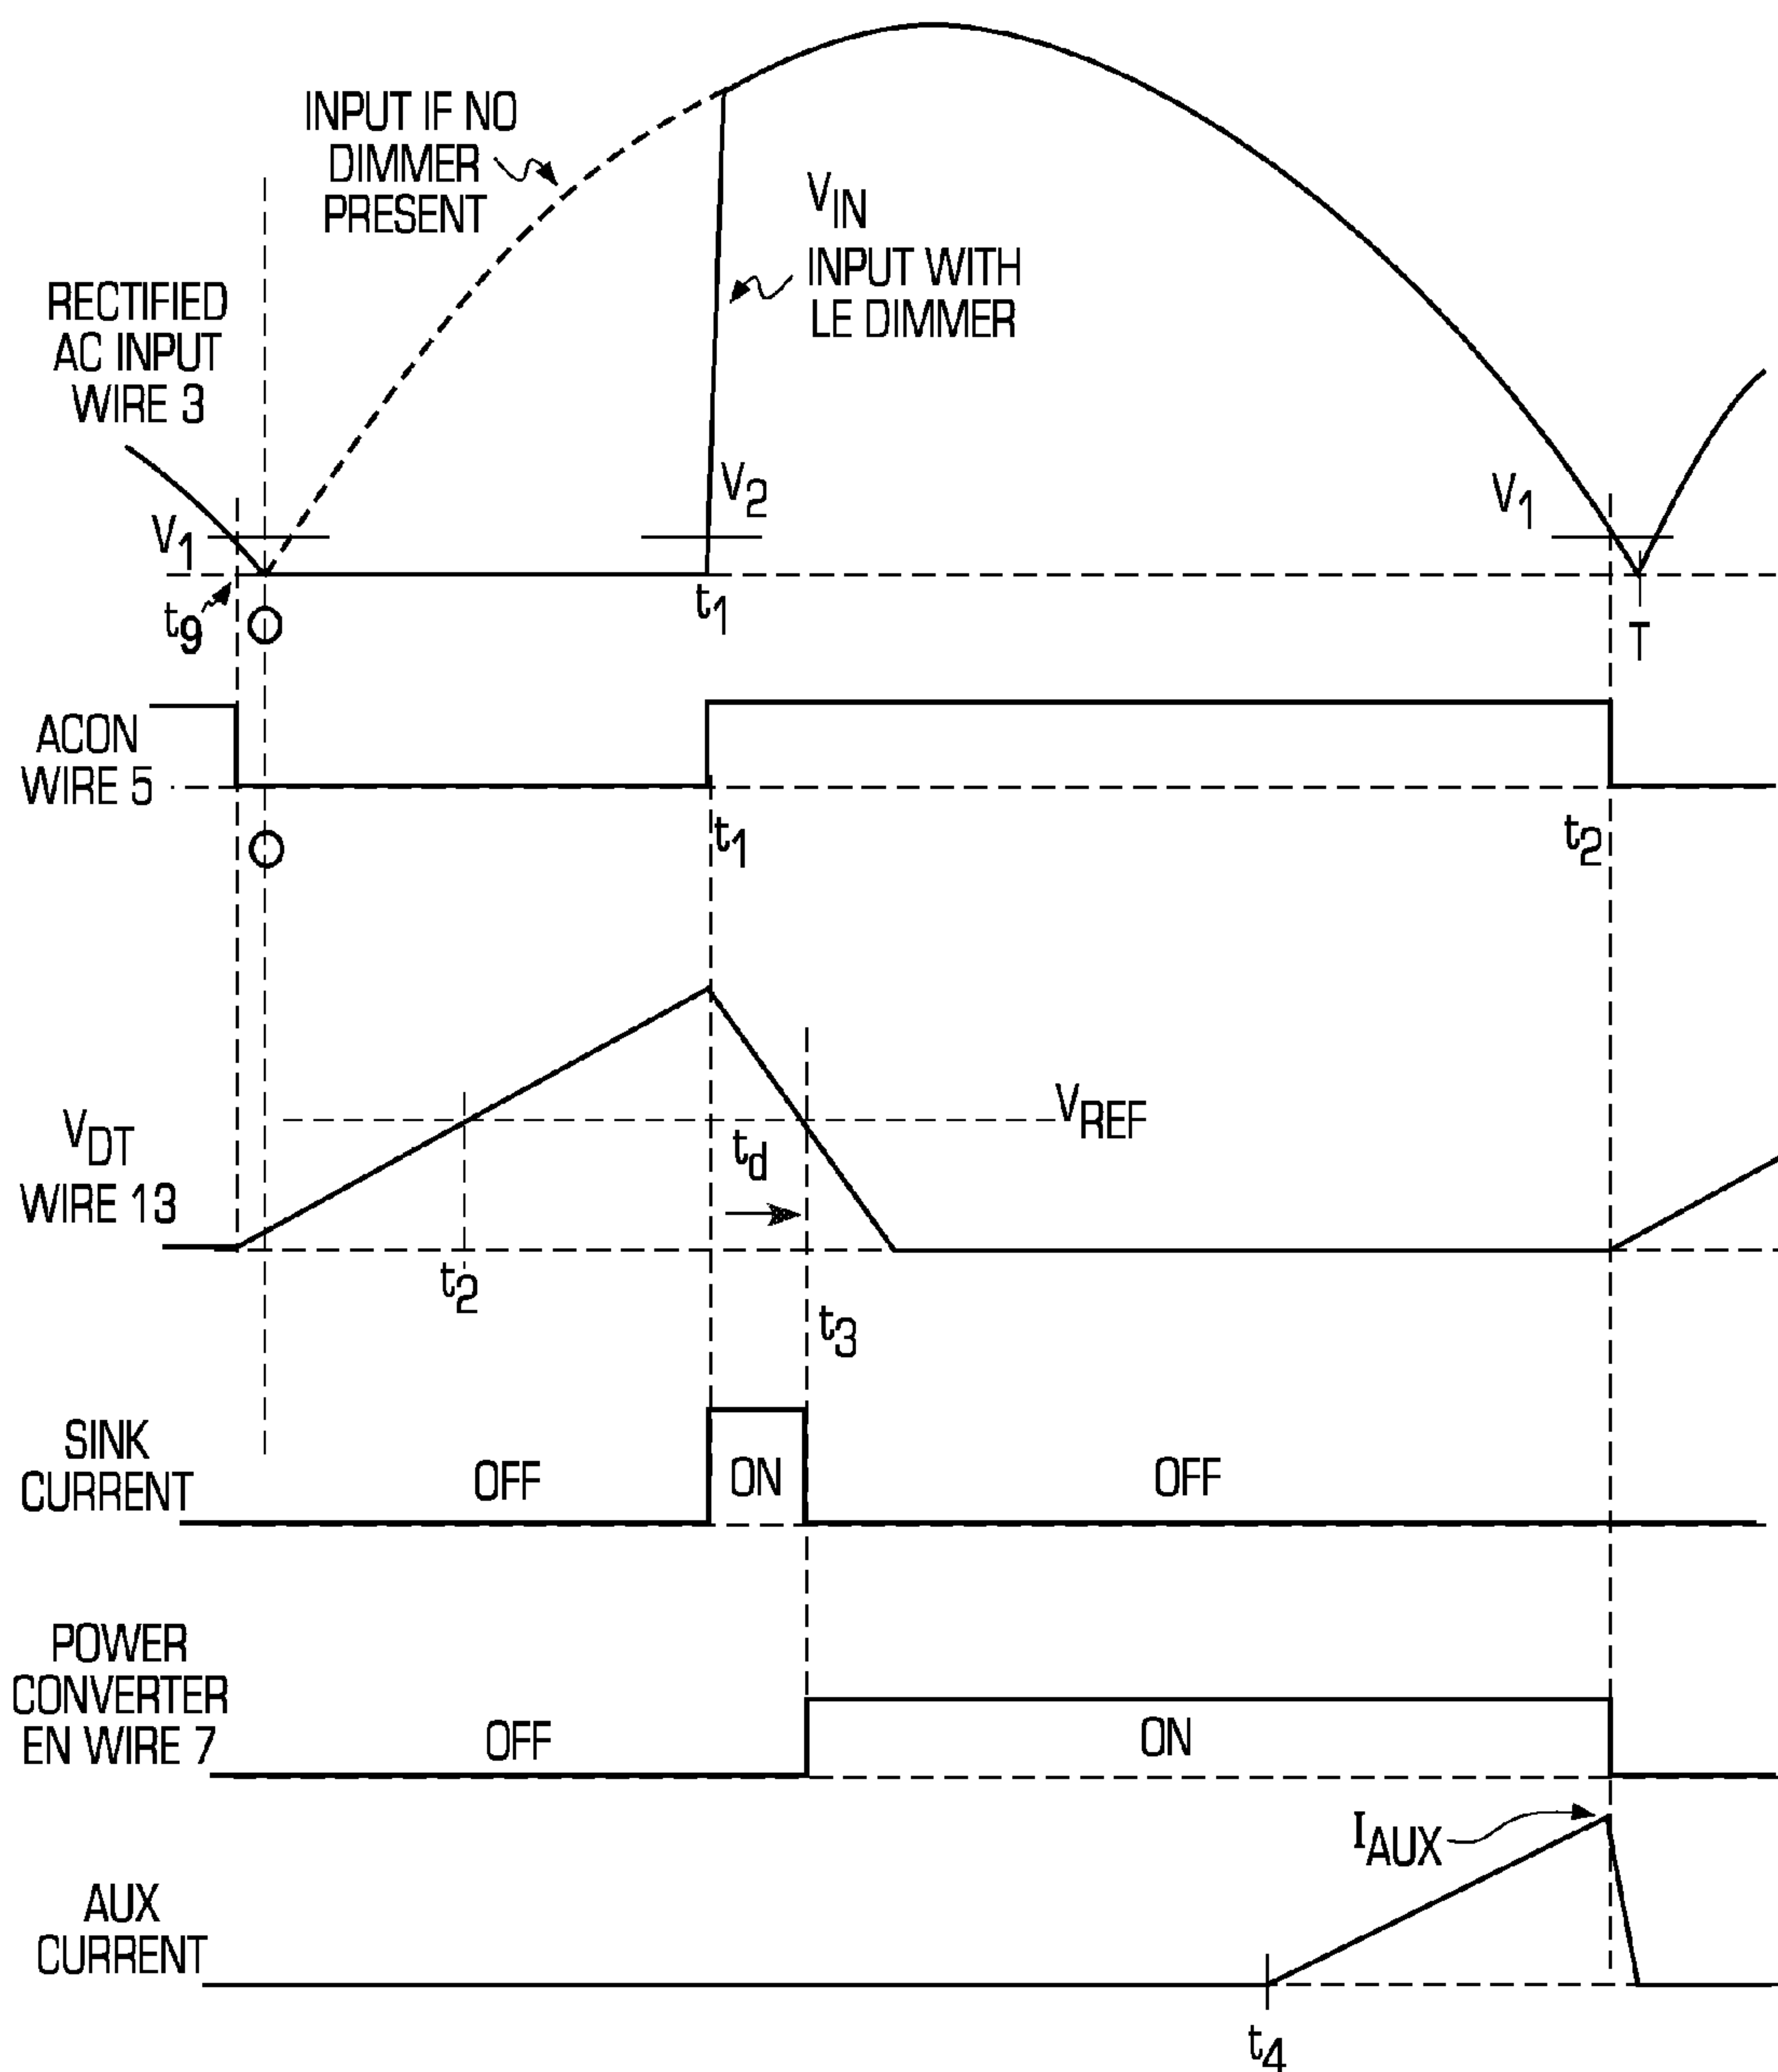 INPUT IF NO
DIMMER
PRESENT
V_IN
INPUT WITH
LE DIMMER
RECTIFIED
AC INPUT
WIRE 3
V_1
V_2
V_1
t_9
O
t_1
T
ACON
WIRE 5
O
t_1
t_2
V_DT
WIRE 13
V_REF
t_d
t_2
t_3
SINK
CURRENT
OFF
ON
OFF
POWER
CONVERTER
EN WIRE 7
OFF
ON
I_AUX
AUX
CURRENT
t_4